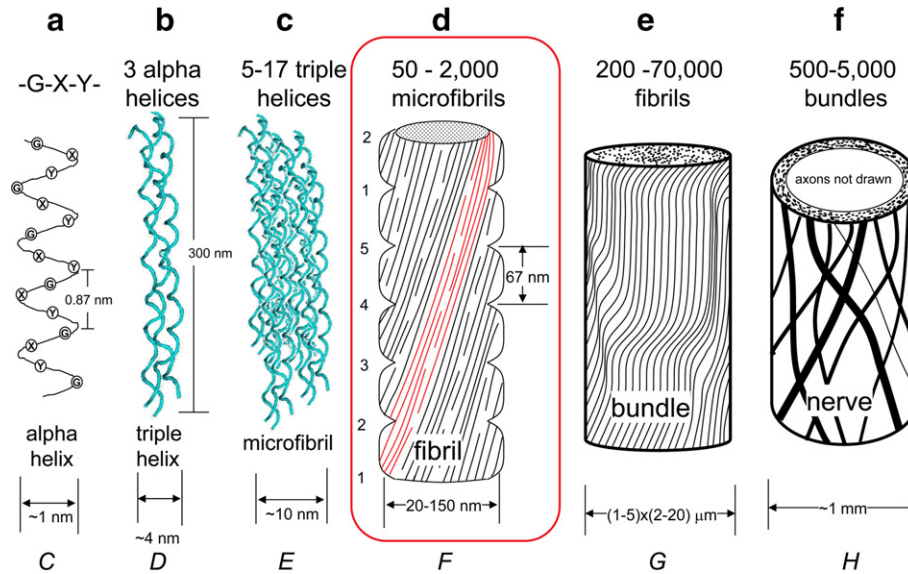 a
b
c
d
e
f
-G-X-Y-
3 alpha
helices
5-17 triple
helices
50 - 2,000
microfibrils
200 -70,000
fibrils
500-5,000
bundles
G
X
Y
G
X
Y
G
X
Y
G
X
Y
G
X
Y
G
0.87 nm
300 nm
2
1
5
4
3
2
1
67 nm
axons not drawn
alpha
helix
triple
helix
microfibril
fibril
bundle
nerve
~1 nm
~4 nm
~10 nm
20-150 nm
(1-5)x(2-20) μm
~1 mm
C
D
E
F
G
H